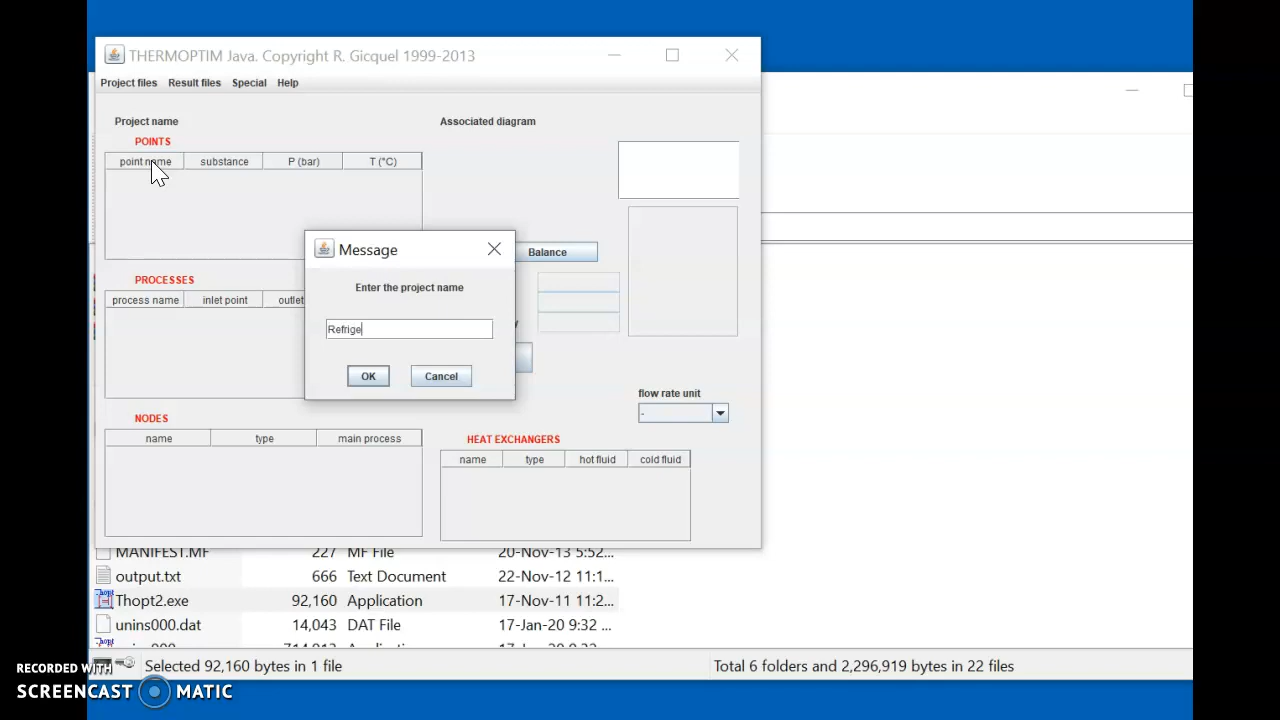 THERMOPTIM Java. Copyright R. Gicquel 1999-2013
Project files Result files Special Help
Project name Associated diagram
POINTS
point name substance P (bar) T (°C)
Balance
PROCESSES
process name inlet point outlet
Message
Enter the project name
Refrige
OK Cancel
y
flow rate unit
-
NODES
name type main process
HEAT EXCHANGERS
name type hot fluid cold fluid
MANIFEST.MF 227 MF File 20-Nov-13 5:52...
output.txt 666 Text Document 22-Nov-12 11:1...
Thopt2.exe 92,160 Application 17-Nov-11 11:2...
unins000.dat 14,043 DAT File 17-Jan-20 9:32 ...
Selected 92,160 bytes in 1 file Total 6 folders and 2,296,919 bytes in 22 files
RECORDED WITH
SCREENCAST MATIC